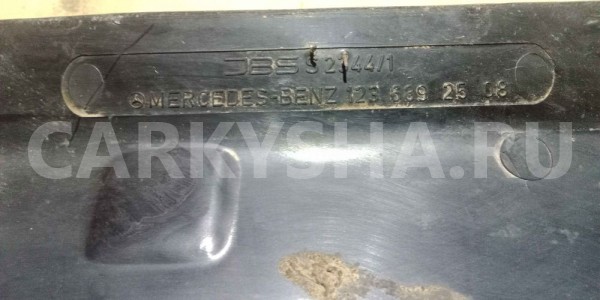 DBS 52144/1
MERCEDES-BENZ 123 689 25 08
CARKYSHA.RU